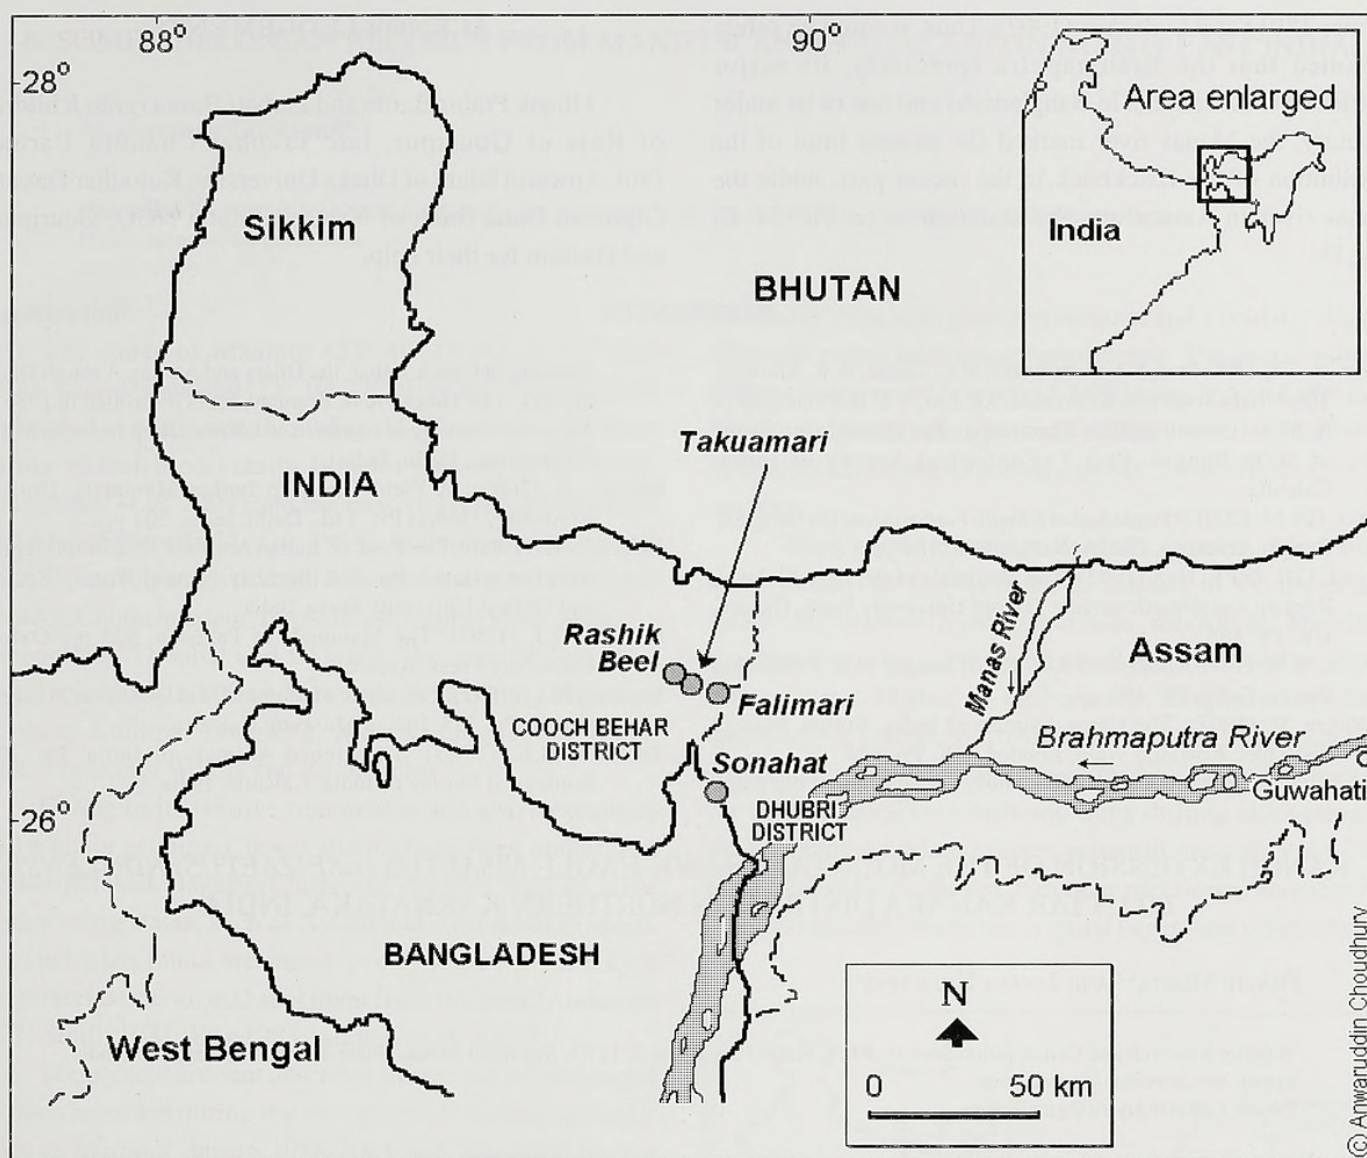 88°
90°
28°
Area enlarged
India
Sikkim
BHUTAN
INDIA
Takuamari
Rashik
Beel
Falimari
COOCH BEHAR
DISTRICT
Sonahat
Manas River
Assam
Brahmaputra River
Guwahati
26°
DHUBRI
DISTRICT
BANGLADESH
West Bengal
N
0 50 km
© Anwaruddin Choudhury